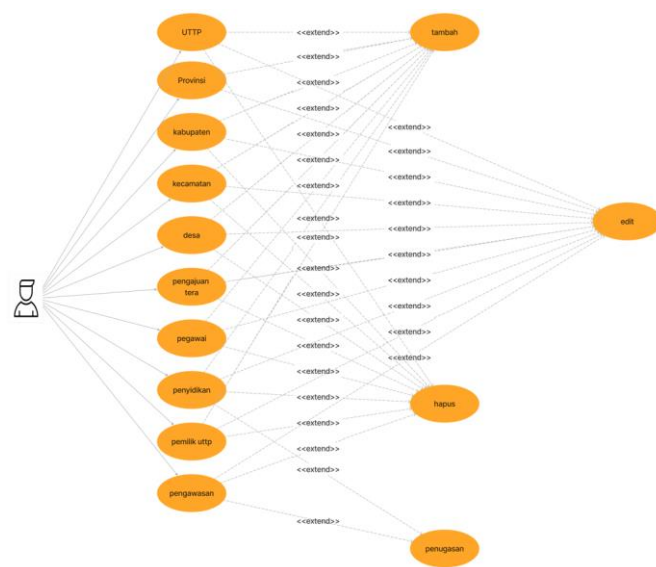 UTTP
<<extend>>
tambah
Provinsi
<<extend>>
kabupaten
<<extend>>
<<extend>>
kecamatan
<<extend>>
<<extend>>
<<extend>>
<<extend>>
<<extend>>
<<extend>>
edit
desa
<<extend>>
<<extend>>
<<extend>>
<<extend>>
<<extend>>
pengajuan
tera
<<extend>>
<<extend>>
<<extend>>
<<extend>>
pegawai
<<extend>>
<<extend>>
<<extend>>
penyidikan
<<extend>>
hapus
<<extend>>
pemilik uttp
<<extend>>
<<extend>>
pengawasan
<<extend>>
<<extend>>
penugasan